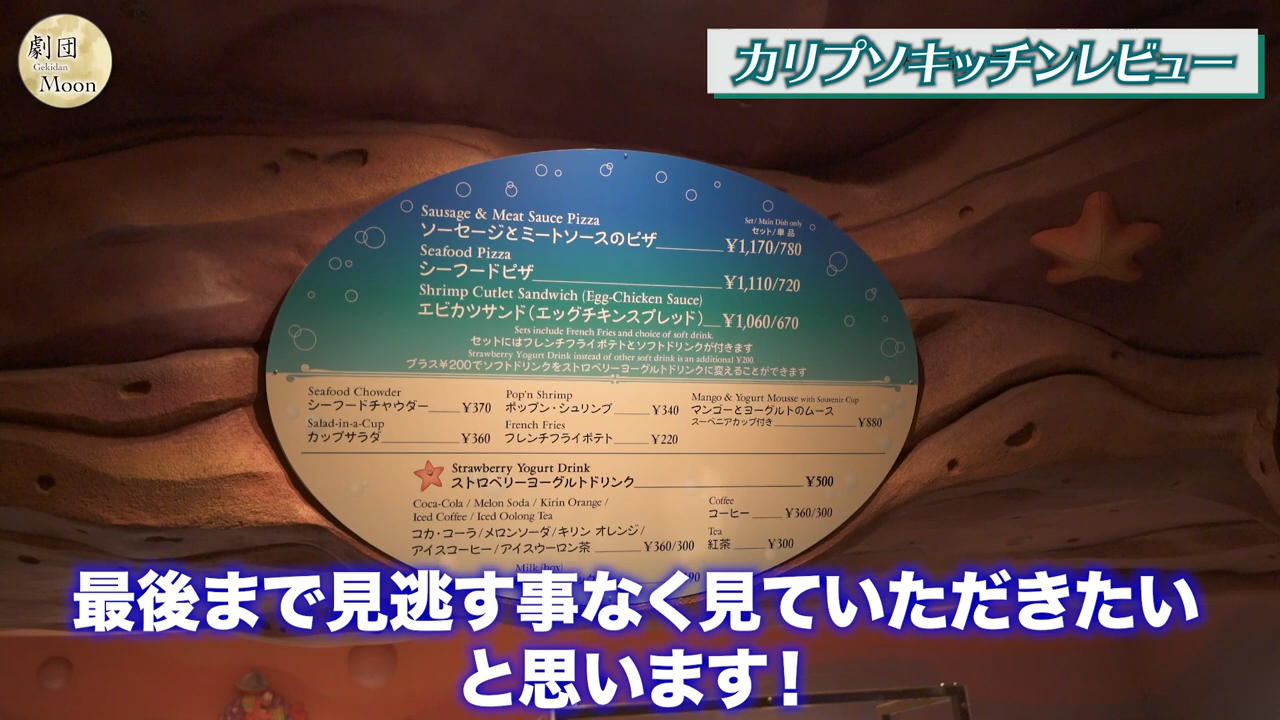 劇団
Gekidan
Moon
カリプソキッチンレビュー
Set/Main Dish only
セット/単品
Sausage & Meat Sauce Pizza
ソーセージとミートソースのピザ ¥1,170/780
Seafood Pizza
シーフードピザ ¥1,110/720
Shrimp Cutlet Sandwich (Egg-Chicken Sauce)
エビカツサンド(エッグチキンスプレッド) ¥1,060/670
Sets include French Fries and choice of soft drink.
セットにはフレンチフライポテトとソフトドリンクが付きます
Strawberry Yogurt Drink instead of other soft drink is an additional ¥200.
プラス¥200でソフトドリンクをストロベリーヨーグルトドリンクに変えることができます
Seafood Chowder
シーフードチャウダー ¥370
Salad-in-a-Cup
カップサラダ ¥360
Pop'n Shrimp
ポップン・シュリンプ ¥340
French Fries
フレンチフライポテト ¥220
Mango & Yogurt Mousse with Souvenir Cup
マンゴーとヨーグルトのムース
スーベニアカップ付き ¥880
Strawberry Yogurt Drink
ストロベリーヨーグルトドリンク ¥500
Coca-Cola / Melon Soda / Kirin Orange /
Iced Coffee / Iced Oolong Tea
コカ・コーラ/メロンソーダ/キリン オレンジ/
アイスコーヒー/アイスウーロン茶 ¥360/300
Coffee
コーヒー ¥360/300
Tea
紅茶 ¥300
Milk (box)
最後まで見逃す事なく見ていただきたい
と思います!